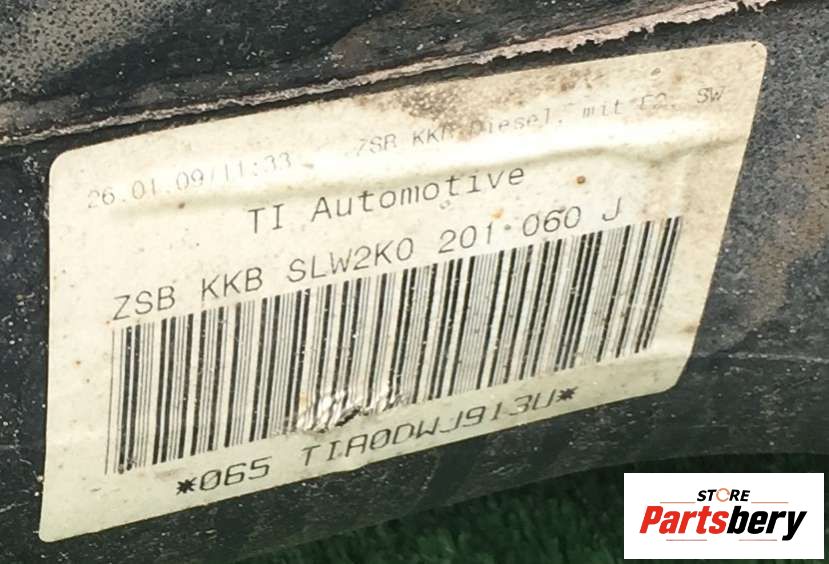 26.01.09/11:33 ZSB KKB Diesel, mit EQ. SW
TI Automotive
ZSB KKB SLW2K0 201 060 J
*065 TIA0DWJ913U*
STORE
Partsbery